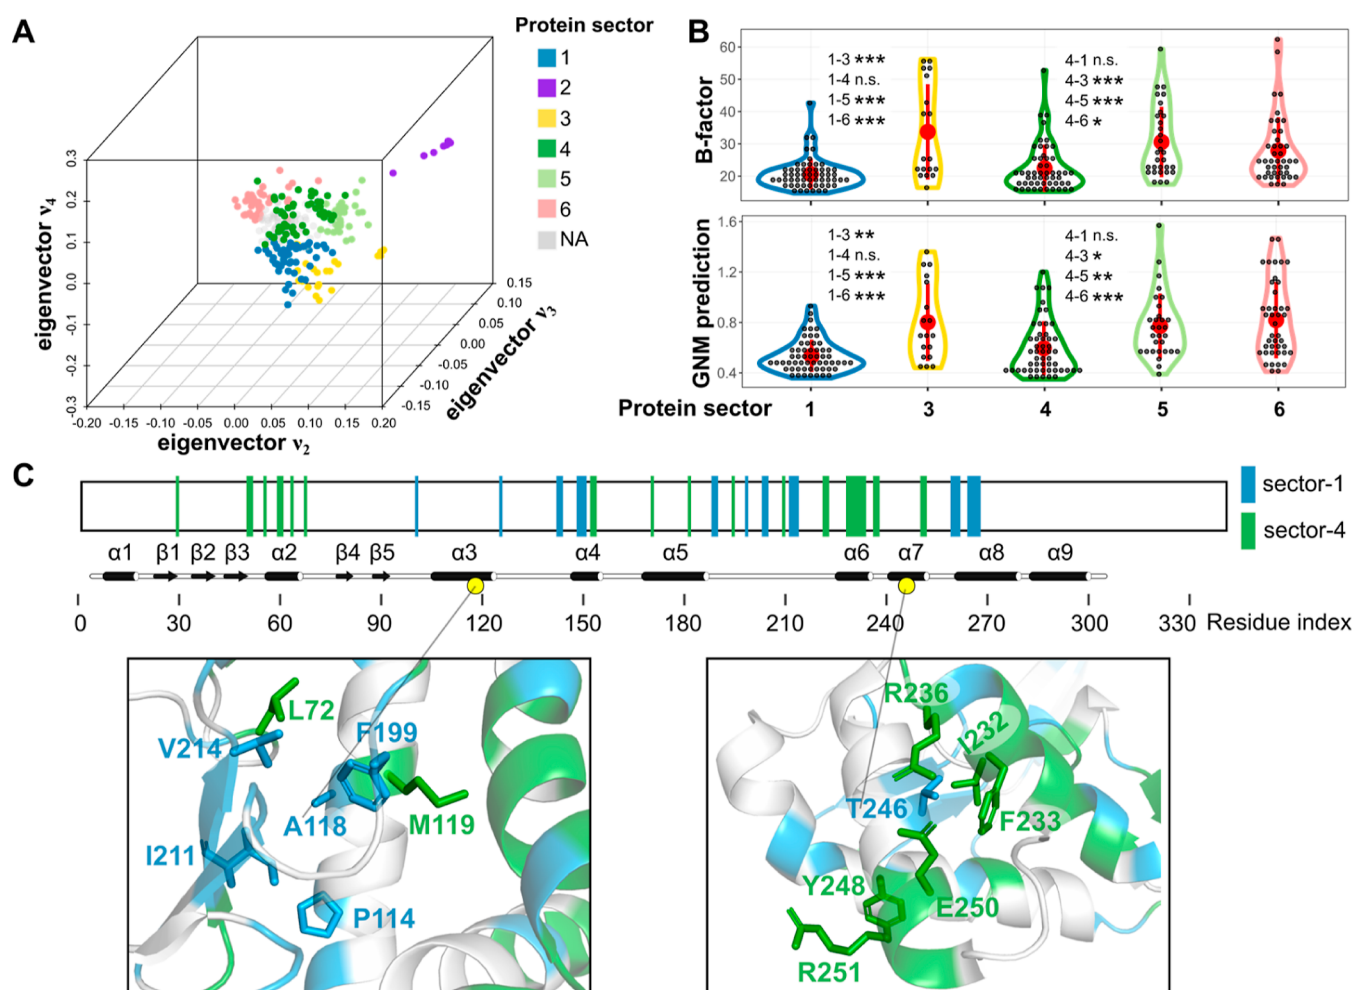 A
Protein sector
1
2
3
4
5
6
NA
eigenvector v4
0.3
0.2
0.1
0.0
-0.1
-0.2
-0.3
-0.20 -0.15 -0.10 -0.05 0.00 0.05 0.10 0.15 0.20
eigenvector v2
0.15
0.10
0.05
0.00
-0.05
-0.10
-0.15
eigenvector v3
B
B-factor
60
50
40
30
20
1-3 ***
1-4 n.s.
1-5 ***
1-6 ***
4-1 n.s.
4-3 ***
4-5 ***
4-6 *
GNM prediction
1.6
1.2
0.8
0.4
1-3 **
1-4 n.s.
1-5 ***
1-6 ***
4-1 n.s.
4-3 *
4-5 **
4-6 ***
Protein sector 1 3 4 5 6
C
sector-1
sector-4
α1 β1 β2 β3 α2 β4 β5 α3 α4 α5 α6 α7 α8 α9
0 30 60 90 120 150 180 210 240 270 300 330 Residue index
L72
V214
F199
A118
M119
I211
P114
R236
I232
T246
F233
Y248
E250
R251